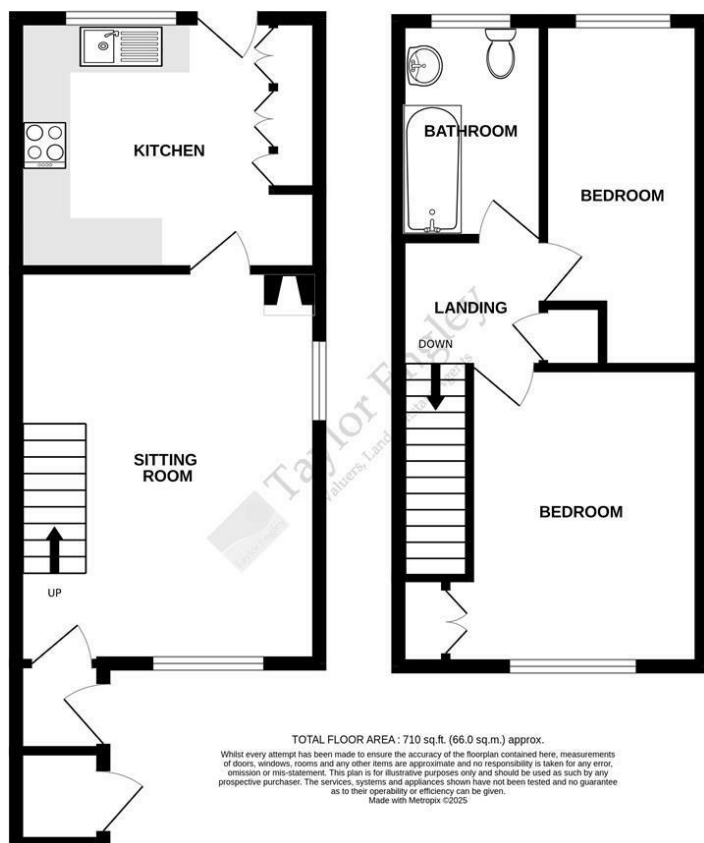 KITCHEN
SITTING
ROOM
UP
BATHROOM
BEDROOM
LANDING
DOWN
BEDROOM
Taylor Engley
Valuers, Land & Estate Agents
TOTAL FLOOR AREA : 710 sq.ft. (66.0 sq.m.) approx.
Whilst every attempt has been made to ensure the accuracy of the floorplan contained here, measurements
of doors, windows, rooms and any other items are approximate and no responsibility is taken for any error,
omission or mis-statement. This plan is for illustrative purposes only and should be used as such by any
prospective purchaser. The services, systems and appliances shown have not been tested and no guarantee
as to their operability or efficiency can be given.
Made with Metropix ©2025